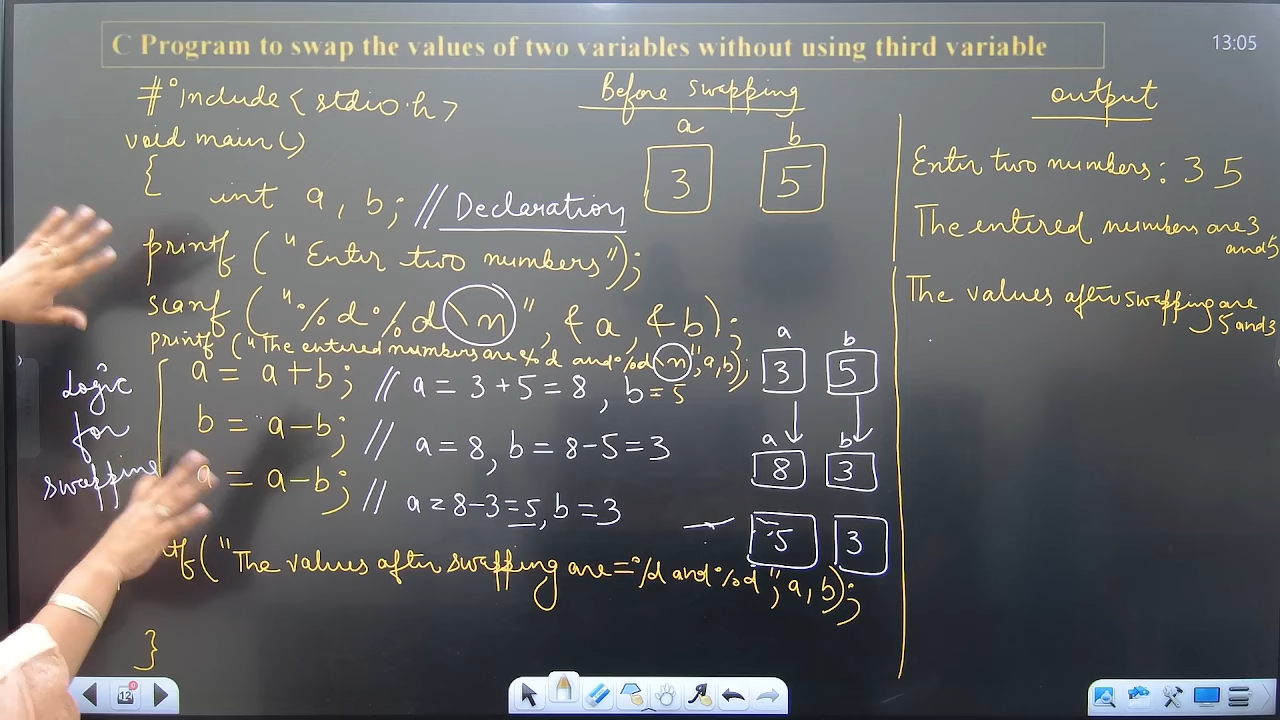 C Program to swap the values of two variables without using third variable
13:05
#include<stdio.h>
void main()
{
int a, b; // Declaration
printf ("Enter two numbers");
scanf ("%d%d\n", &a, &b);
printf ("The entered numbers are %d and %d\n", a, b);
Logic for swapping
a = a+b; // a = 3+5=8, b=5
b = a-b; // a=8, b=8-5=3
a = a-b; // a=8-3=5, b=3
tf("The values after swapping are=%d and %d", a, b);
}
Before swapping
a b
3 5
a b
3 5
a b
8 3
5 3
output
Enter two numbers: 3 5
The entered numbers are 3
and 5
The values after swapping are
5 and 3
12